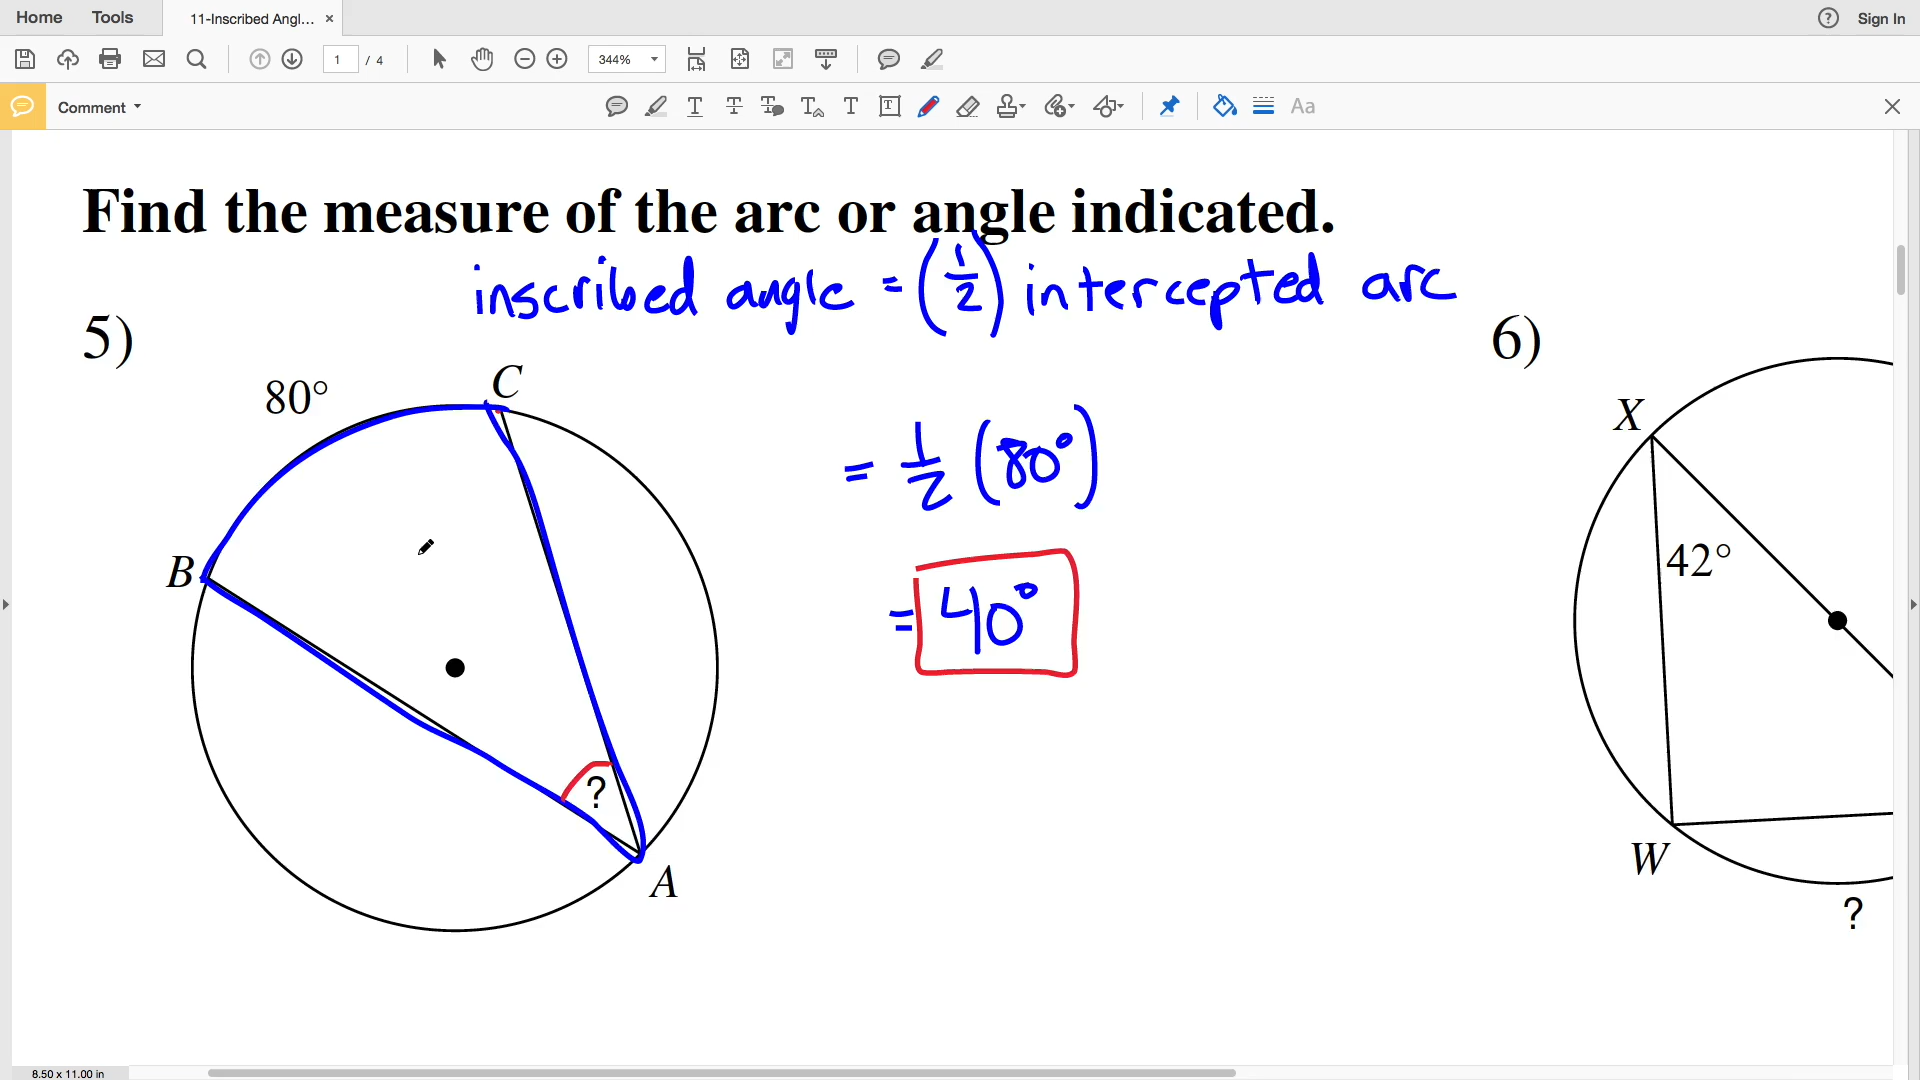 Home Tools 11-Inscribed Angl... × ? Sign In
1 / 4 344%
Comment T T T T T T Aa
Find the measure of the arc or angle indicated.
inscribed angle = (1/2) intercepted arc
5)
80°
C
B
?
A
= 1/2 (80°)
= 40°
6)
X
42°
W
?
8.50 x 11.00 in